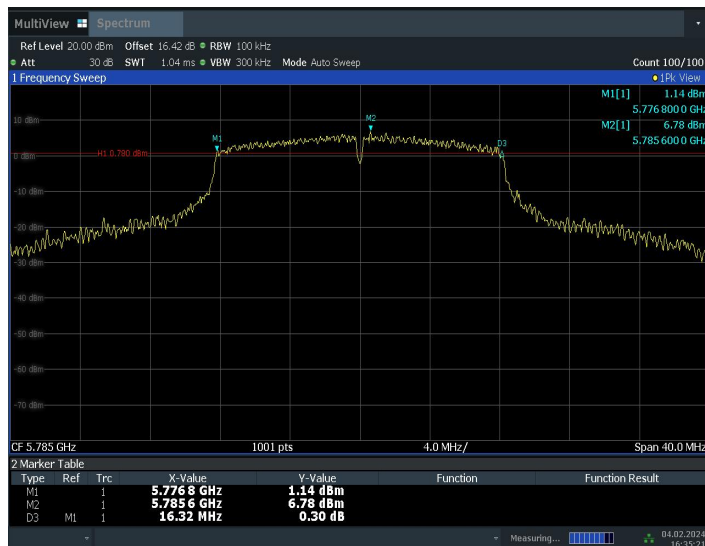 MultiView Spectrum
Ref Level 20.00 dBm Offset 16.42 dB RBW 100 kHz
Att 30 dB SWT 1.04 ms VBW 300 kHz Mode Auto Sweep Count 100/100
1 Frequency Sweep 1Pk View
M1[1] 1.14 dBm
5.7768000 GHz
M2[1] 6.78 dBm
5.7856000 GHz
10 dBm
M2
M1
D3
0 dBm
H1 0.780 dBm
-10 dBm
-20 dBm
-30 dBm
-40 dBm
-50 dBm
-60 dBm
-70 dBm
CF 5.785 GHz 1001 pts 4.0 MHz/ Span 40.0 MHz
2 Marker Table
Type Ref Trc X-Value Y-Value Function Function Result
M1 1 5.7768 GHz 1.14 dBm
M2 1 5.7856 GHz 6.78 dBm
D3 M1 1 16.32 MHz 0.30 dB
Measuring... 04.02.2024
16:35:21